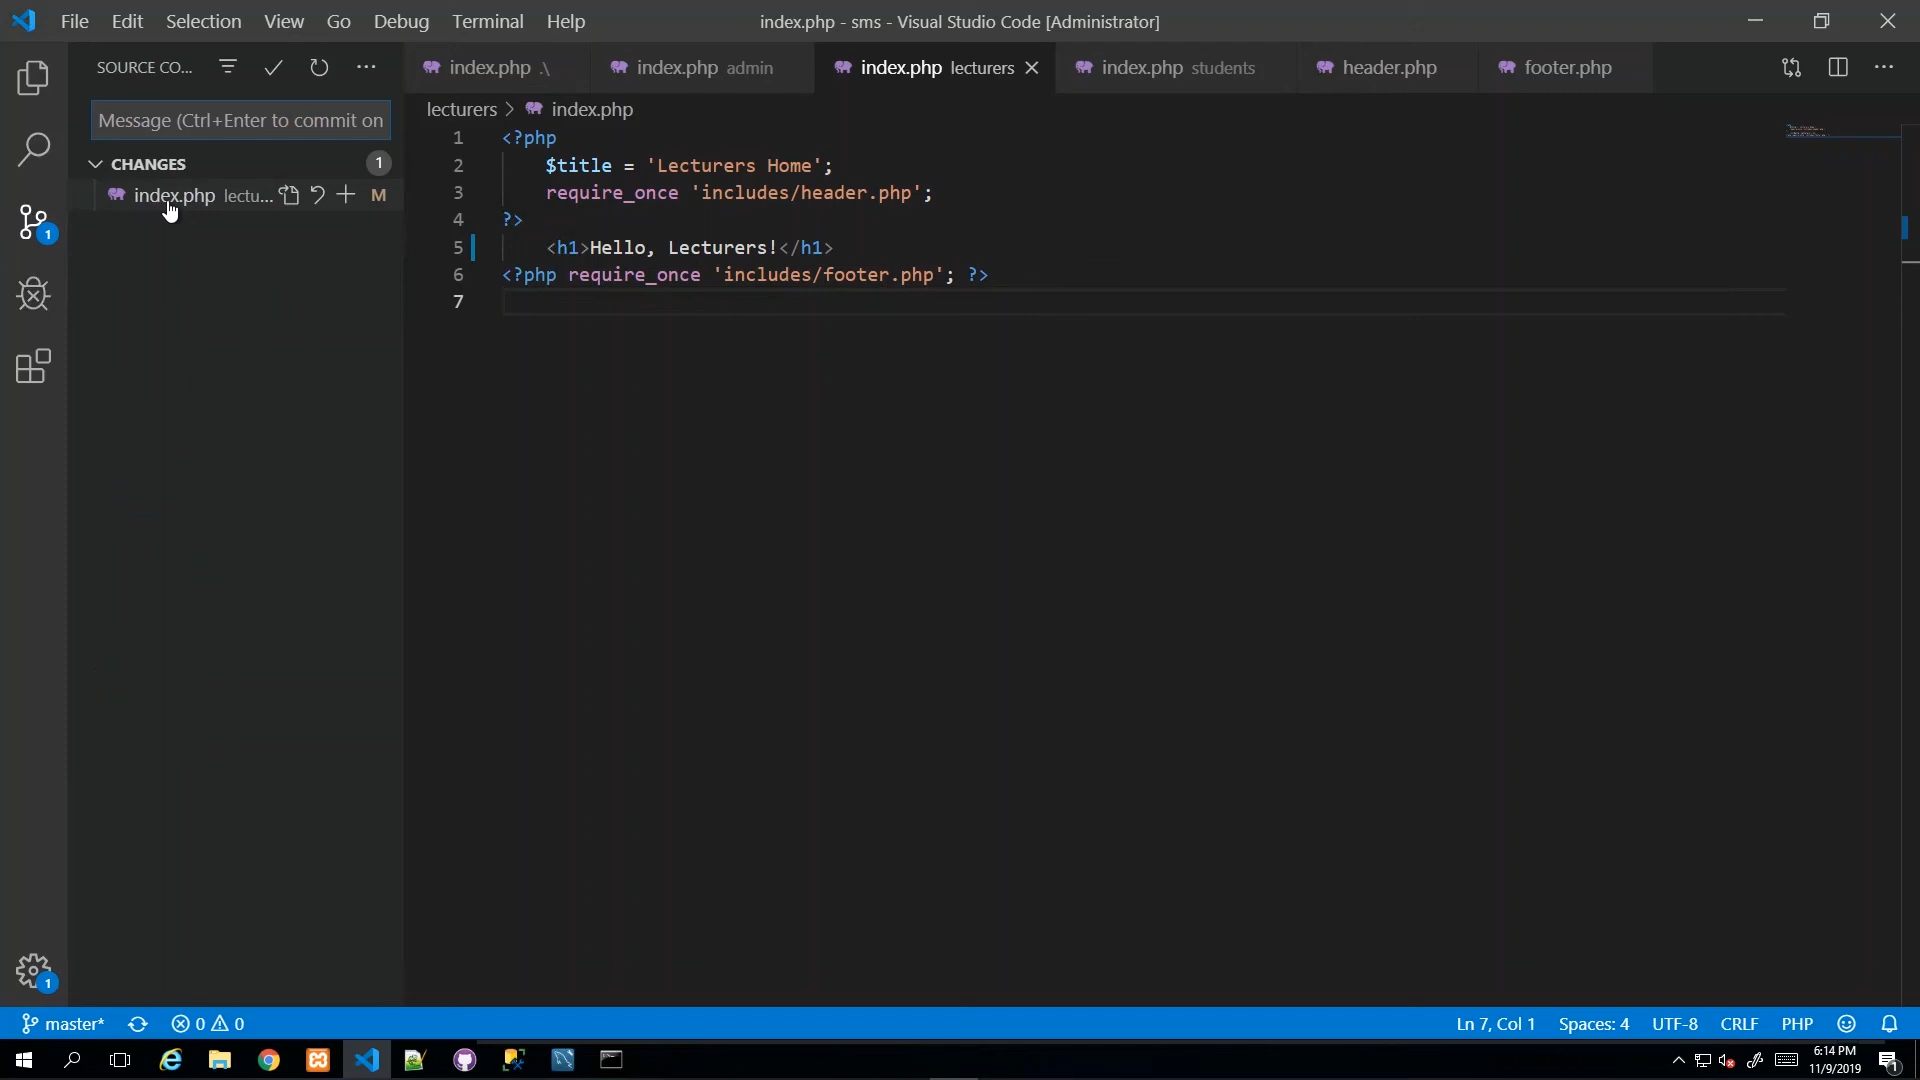 File Edit Selection View Go Debug Terminal Help
index.php - sms - Visual Studio Code [Administrator]
SOURCE CO...
index.php .\
index.php admin
index.php lecturers
index.php students
header.php
footer.php
Message (Ctrl+Enter to commit on
lecturers > index.php
CHANGES 1
index.php lectu... M
1 <?php
2 $title = 'Lecturers Home';
3 require_once 'includes/header.php';
4 ?>
5 <h1>Hello, Lecturers!</h1>
6 <?php require_once 'includes/footer.php'; ?>
7
1
1
master* 0 0
Ln 7, Col 1 Spaces: 4 UTF-8 CRLF PHP
6:14 PM
11/9/2019
1